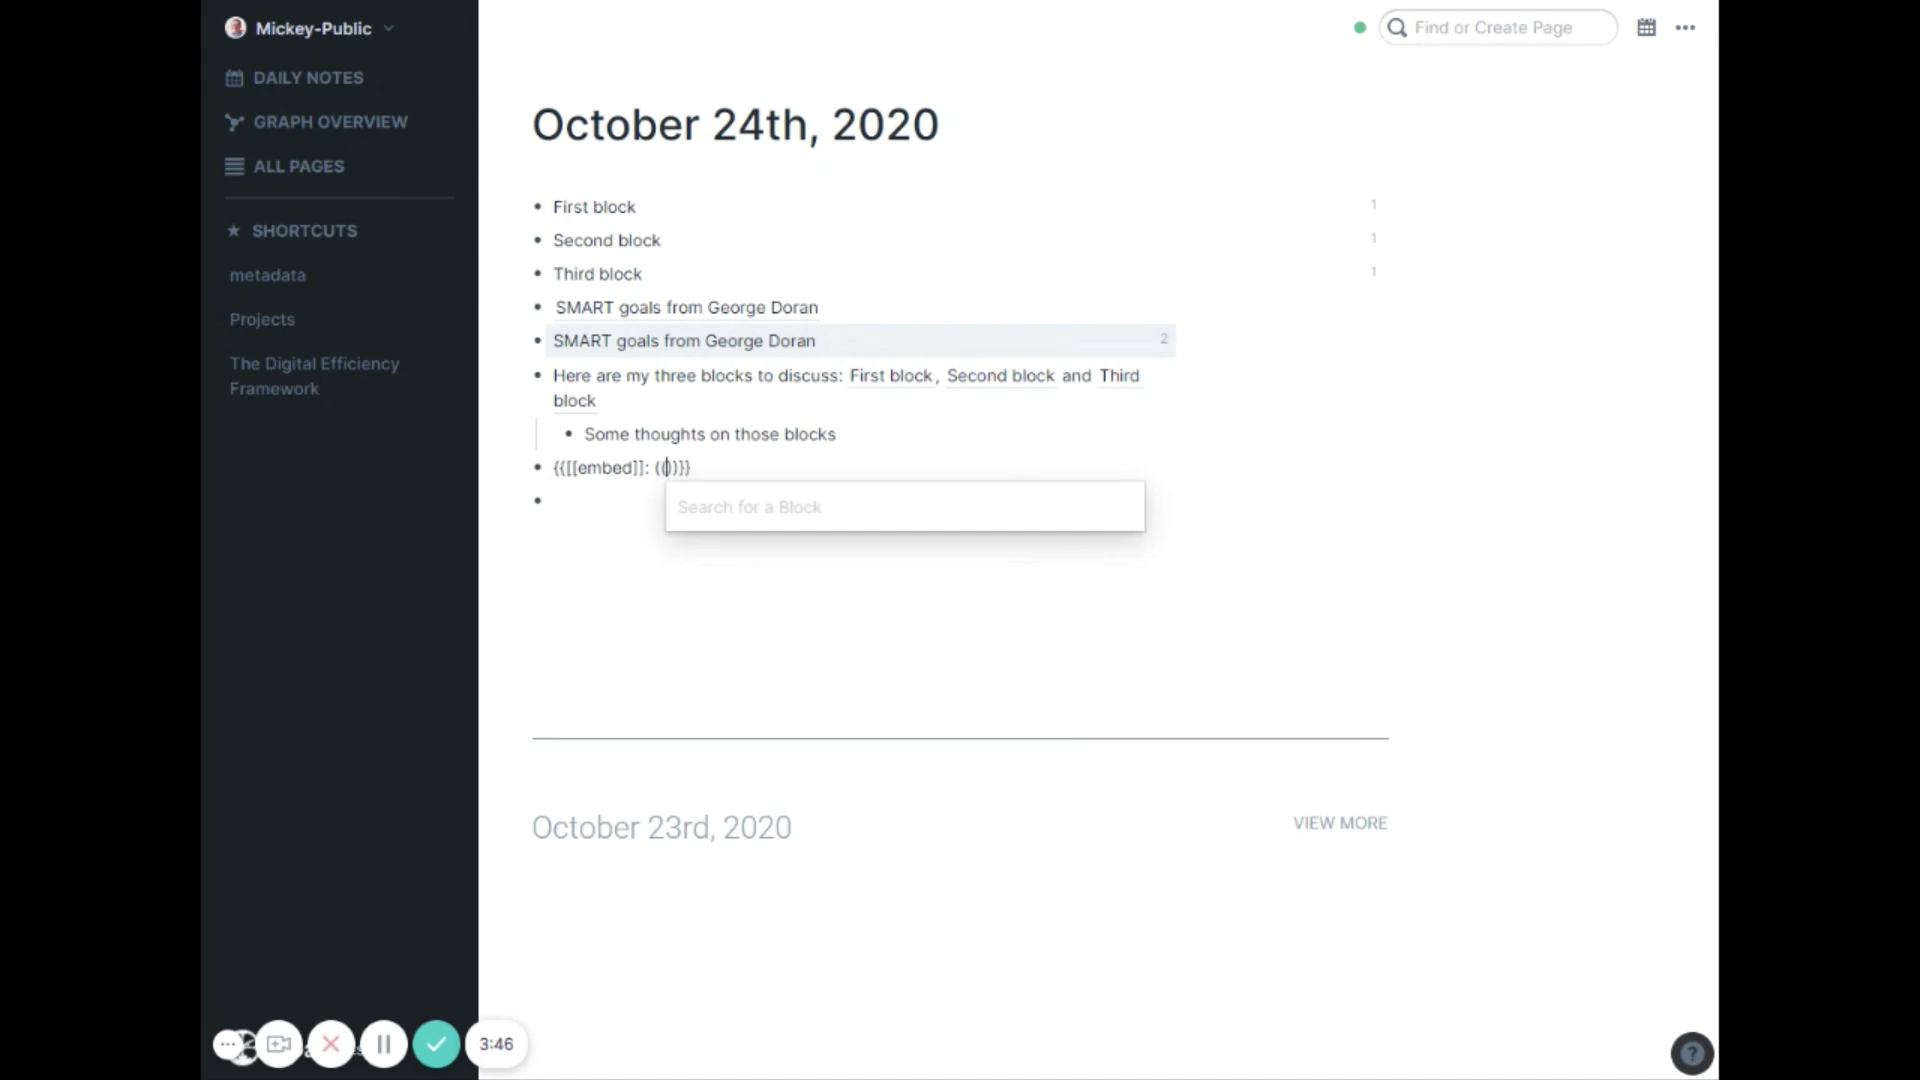 Mickey-Public
DAILY NOTES
GRAPH OVERVIEW
ALL PAGES
SHORTCUTS
metadata
Projects
The Digital Efficiency
Framework
Find or Create Page
October 24th, 2020
First block 1
Second block 1
Third block 1
SMART goals from George Doran
SMART goals from George Doran 2
Here are my three blocks to discuss: First block, Second block and Third
block
Some thoughts on those blocks
{{[[embed]]: (())}}
Search for a Block
October 23rd, 2020
VIEW MORE
3:46
?